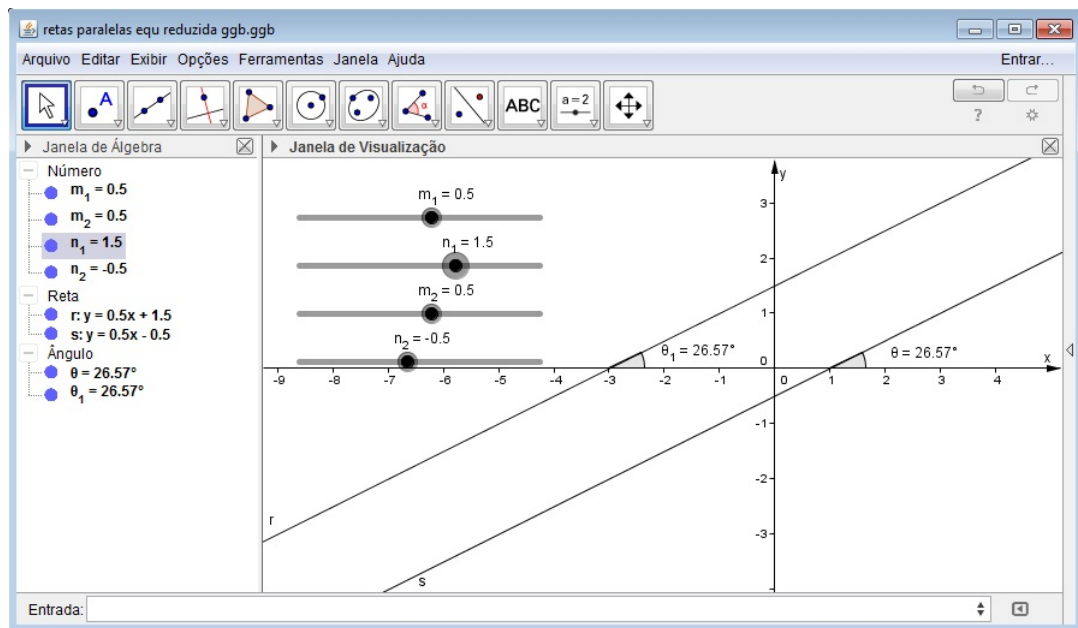 retas paralelas equ reduzida ggb.ggb
Arquivo Editar Exibir Opções Ferramentas Janela Ajuda Entrar...
A α ABC a=2 ?
Janela de Álgebra
Número
m₁ = 0.5
m₂ = 0.5
n₁ = 1.5
n₂ = -0.5
Reta
r: y = 0.5x + 1.5
s: y = 0.5x - 0.5
Ângulo
θ = 26.57°
θ₁ = 26.57°
Janela de Visualização
m₁ = 0.5
n₁ = 1.5
m₂ = 0.5
n₂ = -0.5
y
3
2
1
0
-1
-2
-3
θ₁ = 26.57°
θ = 26.57°
x
-9 -8 -7 -6 -5 -4 -3 -2 -1 0 1 2 3 4
r
s
Entrada: